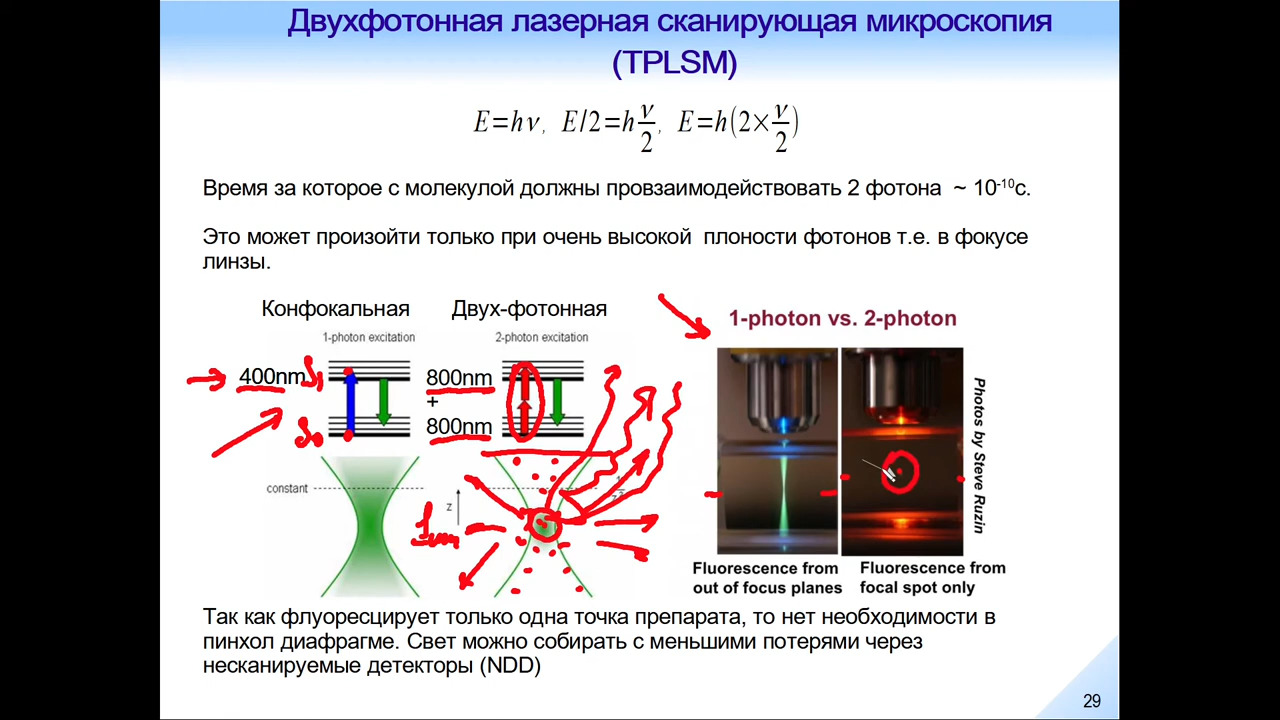 Двухфотонная лазерная сканирующая микроскопия
(TPLSM)
E=hν, E/2=h ν/2, E=h(2×ν/2)
Время за которое с молекулой должны провзаимодействовать 2 фотона ~ 10⁻¹⁰с.
Это может произойти только при очень высокой плоности фотонов т.е. в фокусе
линзы.
Конфокальная
Двух-фотонная
1-photon excitation
2-photon excitation
400nm
S₁
S₀
800nm
+
800nm
constant
z
1-photon vs. 2-photon
Photos by Steve Ruzin
Fluorescence from
out of focus planes
Fluorescence from
focal spot only
Так как флуоресцирует только одна точка препарата, то нет необходимости в
пинхол диафрагме. Свет можно собирать с меньшими потерями через
несканируемые детекторы (NDD)
29